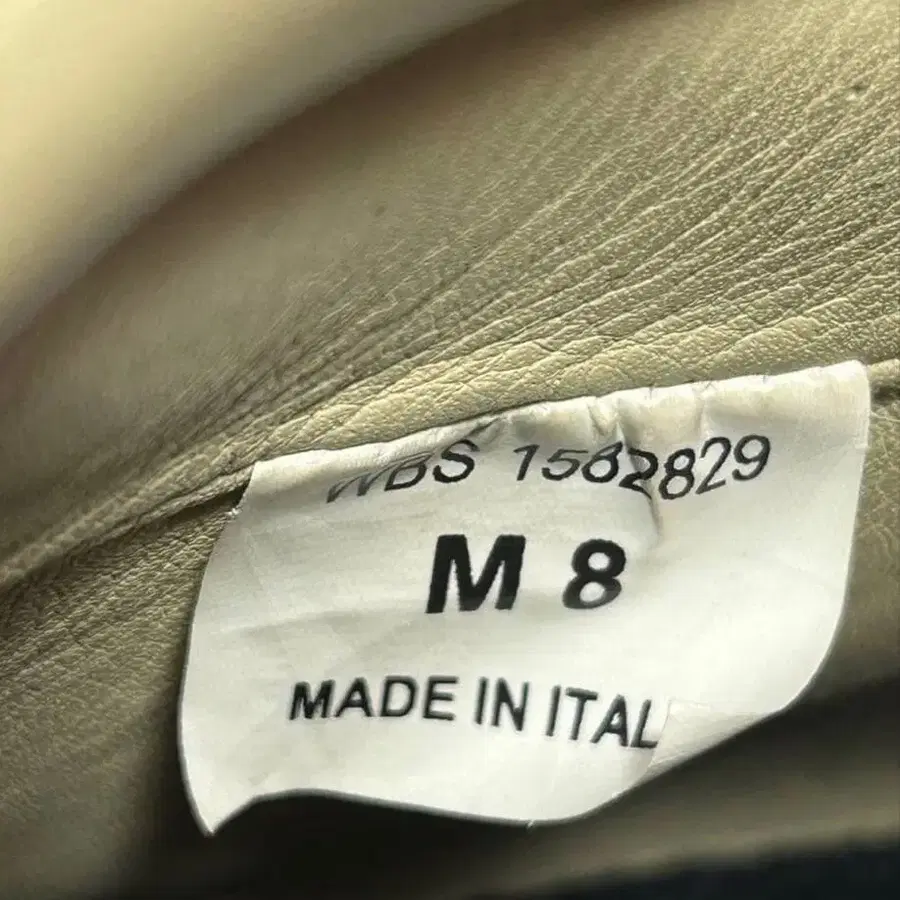 WBS 1582829
M 8
MADE IN ITAL